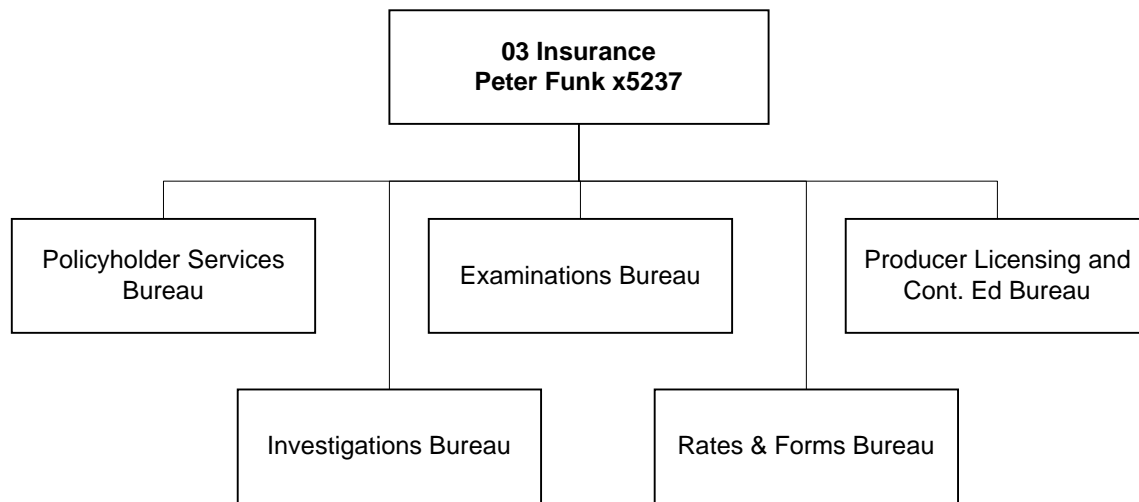 03 Insurance
Peter Funk x5237
Policyholder Services
Bureau
Examinations Bureau
Producer Licensing and
Cont. Ed Bureau
Investigations Bureau
Rates & Forms Bureau